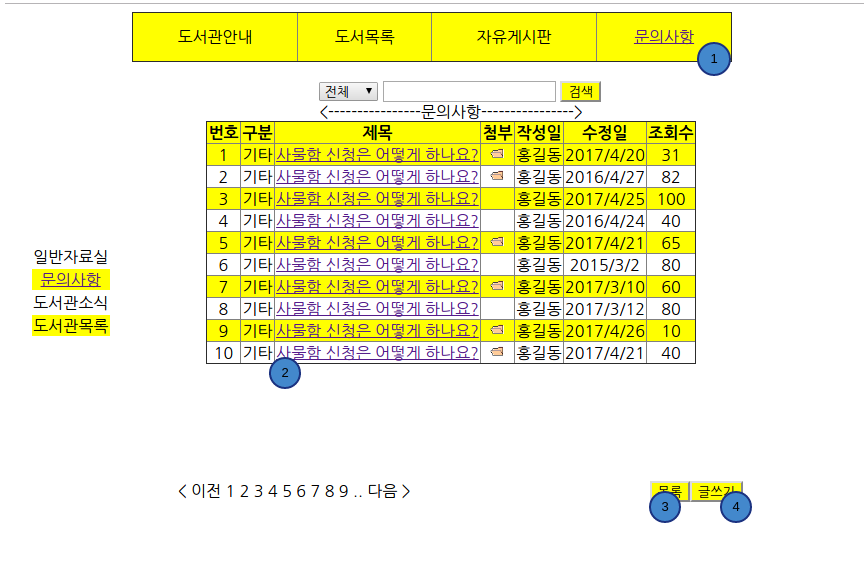 도서관안내 도서목록 자유게시판 문의사항
1
전체 검색
<----------------문의사항---------------->
번호 구분 제목 첨부 작성일 수정일 조회수
1 기타 사물함 신청은 어떻게 하나요? 홍길동 2017/4/20 31
2 기타 사물함 신청은 어떻게 하나요? 홍길동 2016/4/27 82
3 기타 사물함 신청은 어떻게 하나요? 홍길동 2017/4/25 100
4 기타 사물함 신청은 어떻게 하나요? 홍길동 2016/4/24 40
5 기타 사물함 신청은 어떻게 하나요? 홍길동 2017/4/21 65
6 기타 사물함 신청은 어떻게 하나요? 홍길동 2015/3/2 80
7 기타 사물함 신청은 어떻게 하나요? 홍길동 2017/3/10 60
8 기타 사물함 신청은 어떻게 하나요? 홍길동 2017/3/12 80
9 기타 사물함 신청은 어떻게 하나요? 홍길동 2017/4/26 10
10 기타 사물함 신청은 어떻게 하나요? 홍길동 2017/4/21 40
2
일반자료실
문의사항
도서관소식
도서관목록
< 이전 1 2 3 4 5 6 7 8 9 .. 다음 >
목록 글쓰기
3 4